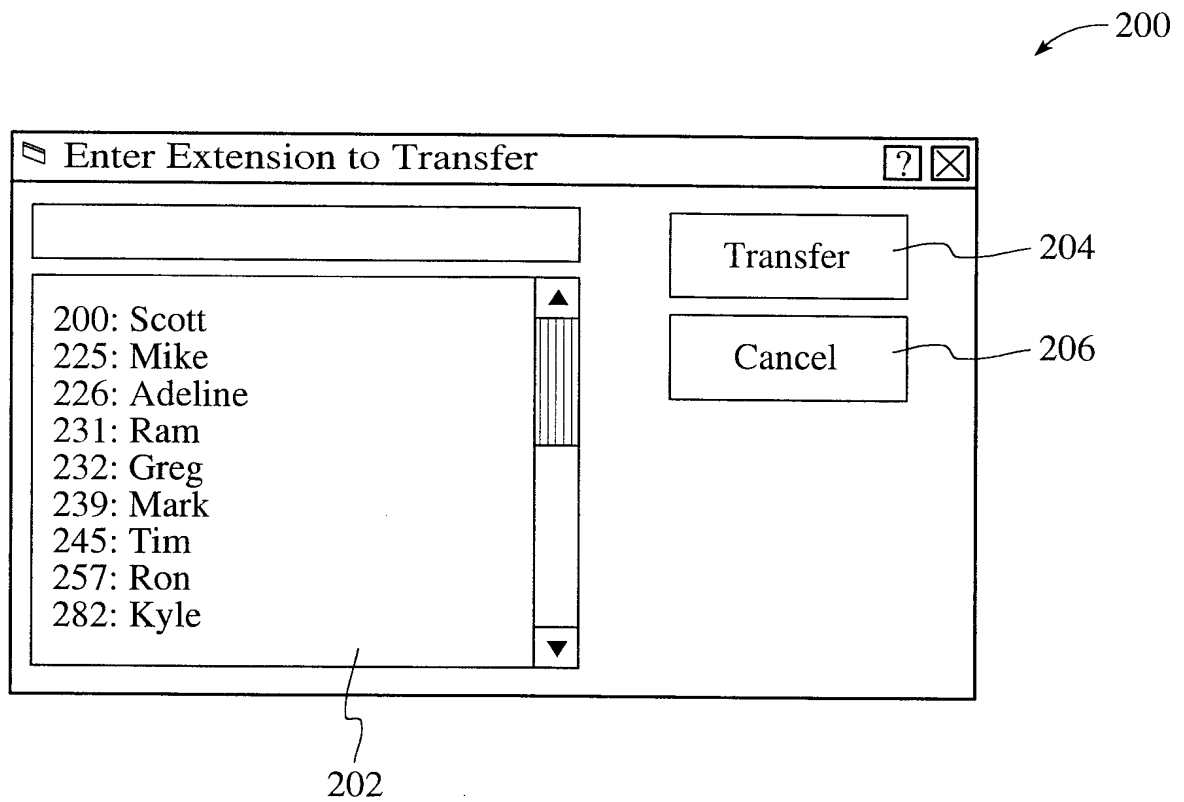 200
Enter Extension to Transfer ?
Transfer 204
200: Scott
225: Mike
226: Adeline
231: Ram
232: Greg
239: Mark
245: Tim
257: Ron
282: Kyle
Cancel 206
202